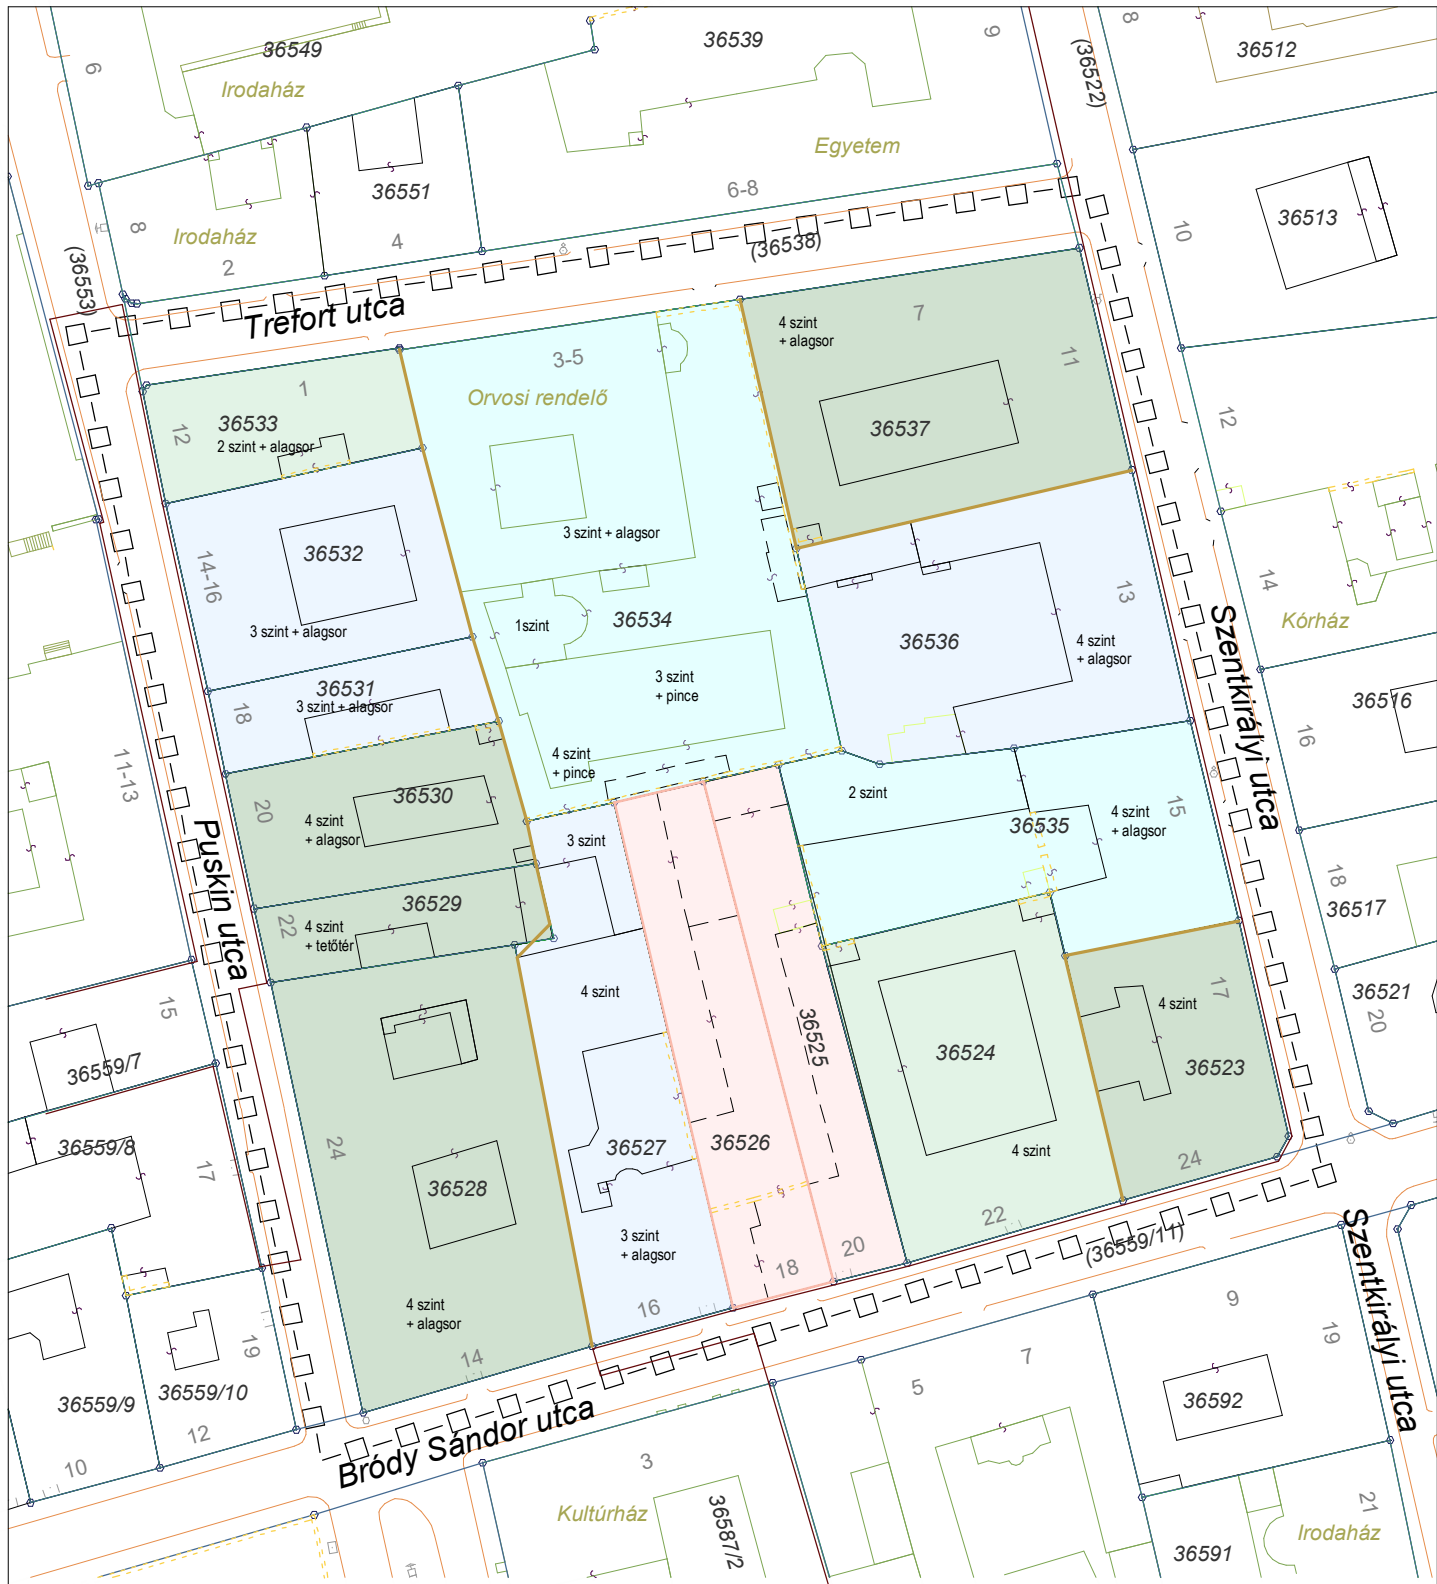 36549
36539
36512
6
9
8
(36522)
Irodaház
Egyetem
36551
6-8
8
4
Irodaház
2
10
36513
(36553)
(36538)
Trefort utca
7
4 szint
+ alagsor
11
3-5
1
Orvosi rendelő
36533
12
2 szint + alagsor
36537
12
36532
3 szint + alagsor
14-16
36534
1szint
3 szint + alagsor
13
14
Kórház
36536
4 szint
+ alagsor
Szentkirályi utca
36531
3 szint + alagsor
18
3 szint
+ pince
36516
16
11-13
4 szint
+ pince
36530
20
4 szint
+ alagsor
2 szint
36535
4 szint
+ alagsor
15
3 szint
Puskin utca
36529
22
4 szint
+ tetőtér
18
36517
15
4 szint
17
4 szint
36521
20
36559/7
36525
36524
36523
36559/8
17
24
36527
36526
4 szint
36528
24
22
3 szint
+ alagsor
(36559/11)
20
18
Szentkirályi utca
4 szint
+ alagsor
16
9
19
14
7
19
5
36559/9
36559/10
36592
12
Bródy Sándor utca
10
3
Kultúrház
36587/2
21
Irodaház
36591